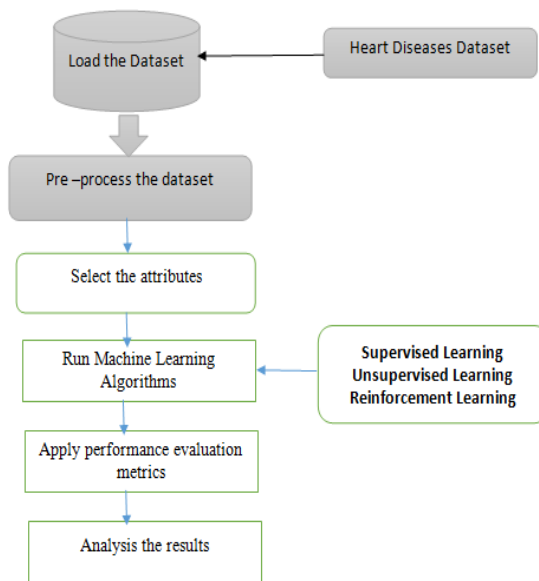 Load the Dataset
Heart Diseases Dataset
Pre –process the dataset
Select the attributes
Run Machine Learning
Algorithms
Supervised Learning
Unsupervised Learning
Reinforcement Learning
Apply performance evaluation
metrics
Analysis the results